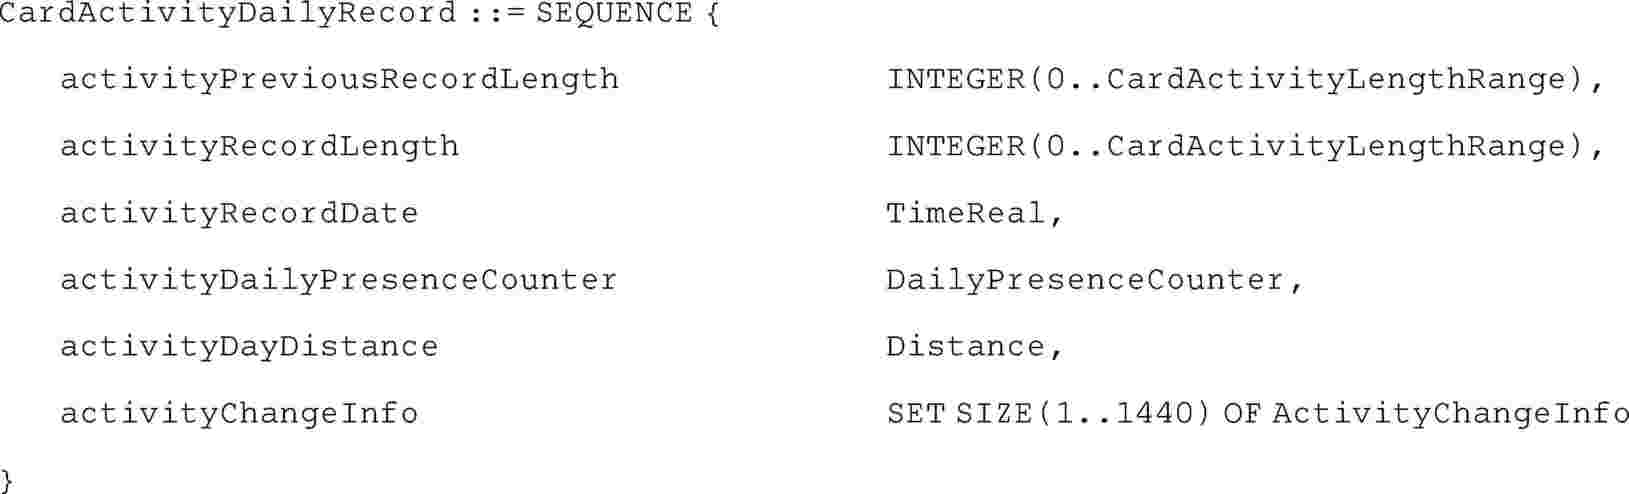 CardActivityDailyRecord ::= SEQUENCE {
activityPreviousRecordLength INTEGER(0..CardActivityLengthRange),
activityRecordLength INTEGER(0..CardActivityLengthRange),
activityRecordDate TimeReal,
activityDailyPresenceCounter DailyPresenceCounter,
activityDayDistance Distance,
activityChangeInfo SET SIZE(1..1440) OF ActivityChangeInfo
}